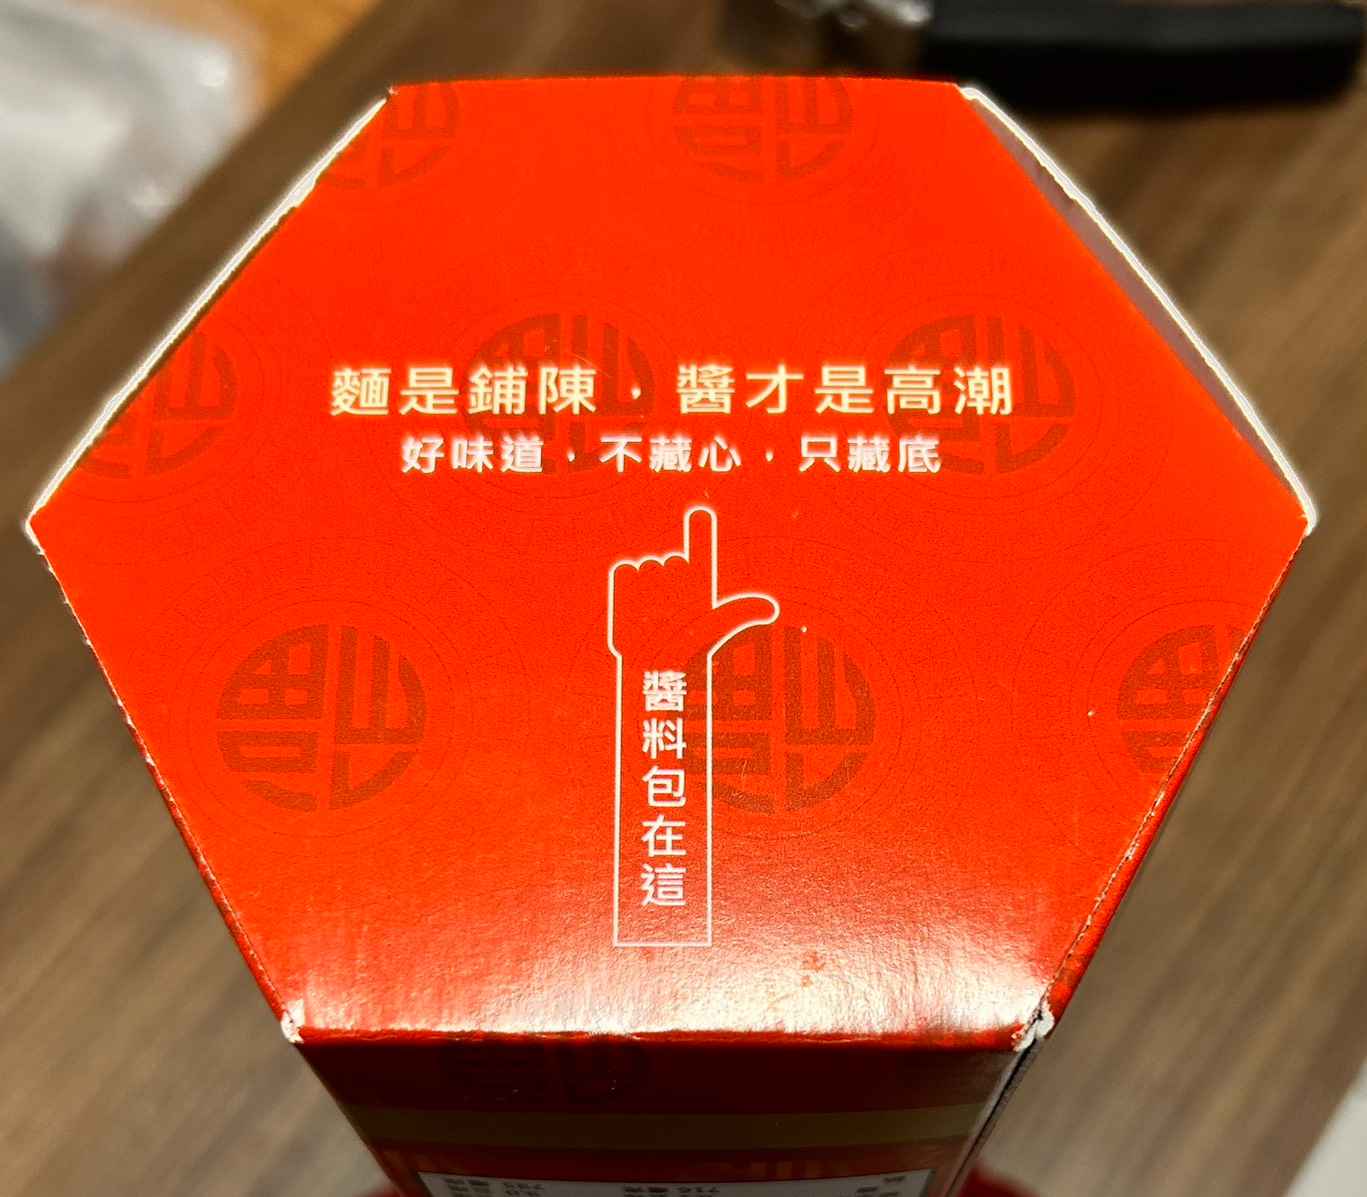 麵是鋪陳，醬才是高潮
好味道，不藏心，只藏底
醬料包在這